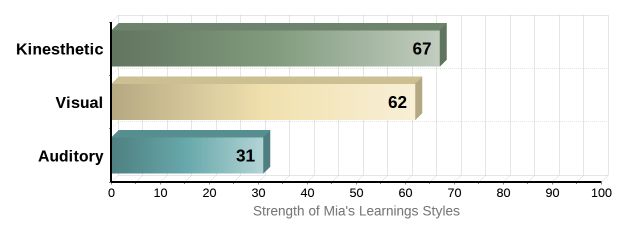 Kinesthetic 67
Visual 62
Auditory 31
0 10 20 30 40 50 60 70 80 90 100
Strength of Mia's Learnings Styles